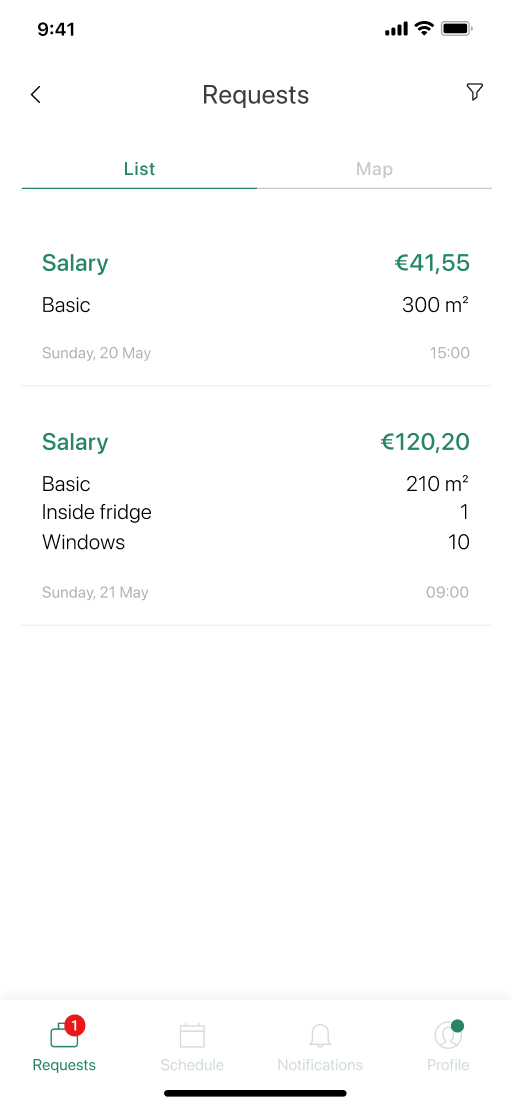 9:41
Requests
List Map
Salary €41,55
Basic 300 m²
Sunday, 20 May 15:00
Salary €120,20
Basic 210 m²
Inside fridge 1
Windows 10
Sunday, 21 May 09:00
1
Requests Schedule Notifications Profile